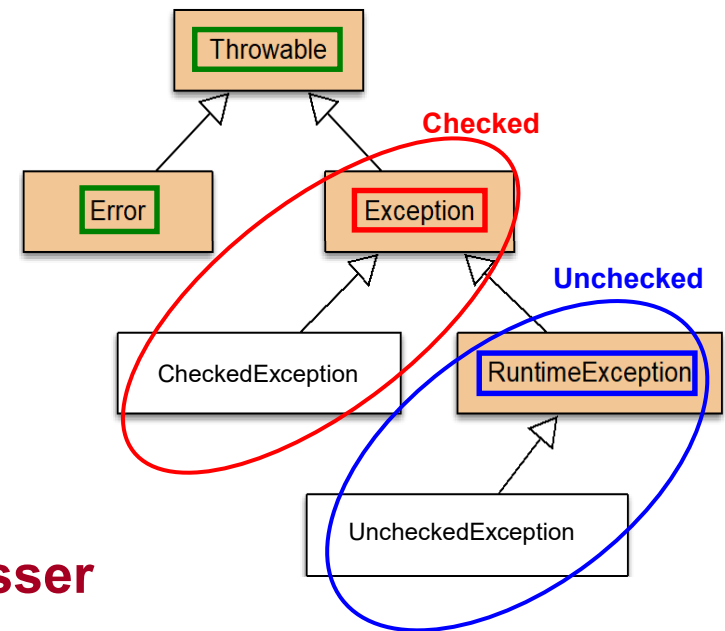 Throwable
Checked
Error
Exception
Unchecked
CheckedException
RuntimeException
UncheckedException
sser